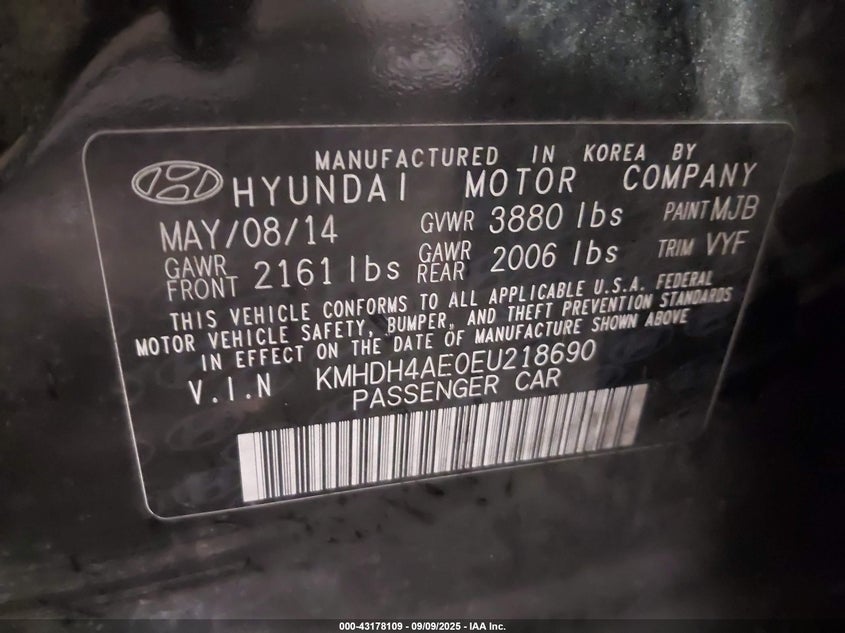 MANUFACTURED IN KOREA BY
HYUNDAI MOTOR COMPANY
MAY/08/14 GVWR 3880 lbs PAINT MJB
GAWR FRONT 2161 lbs GAWR REAR 2006 lbs TRIM VYF
THIS VEHICLE CONFORMS TO ALL APPLICABLE U.S.A. FEDERAL
MOTOR VEHICLE SAFETY, BUMPER, AND THEFT PREVENTION STANDARDS
IN EFFECT ON THE DATE OF MANUFACTURE SHOWN ABOVE
V.I.N KMHDH4AE0EU218690
PASSENGER CAR
000-43178109 - 09/09/2025 - IAA Inc.